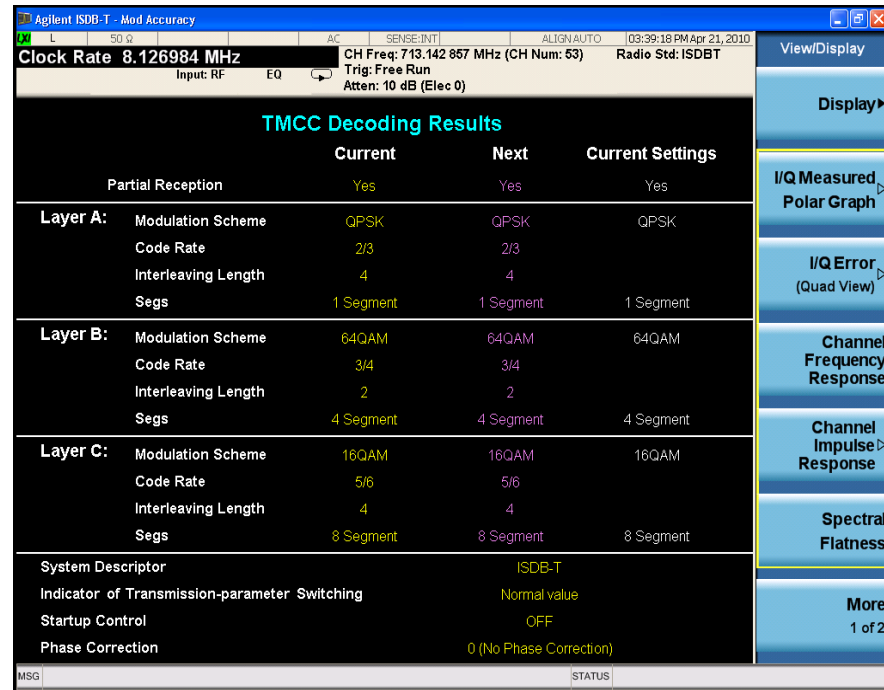 Agilent ISDB-T - Mod Accuracy
LXI L 50 Ω AC SENSE:INT ALIGN AUTO 03:39:18 PM Apr 21, 2010
Clock Rate 8.126984 MHz CH Freq: 713.142 857 MHz (CH Num: 53) Radio Std: ISDBT
Input: RF EQ Trig: Free Run
Atten: 10 dB (Elec 0)
TMCC Decoding Results
Current Next Current Settings
Partial Reception Yes Yes Yes
Layer A: Modulation Scheme QPSK QPSK QPSK
Code Rate 2/3 2/3
Interleaving Length 4 4
Segs 1 Segment 1 Segment 1 Segment
Layer B: Modulation Scheme 64QAM 64QAM 64QAM
Code Rate 3/4 3/4
Interleaving Length 2 2
Segs 4 Segment 4 Segment 4 Segment
Layer C: Modulation Scheme 16QAM 16QAM 16QAM
Code Rate 5/6 5/6
Interleaving Length 4 4
Segs 8 Segment 8 Segment 8 Segment
System Descriptor ISDB-T
Indicator of Transmission-parameter Switching Normal value
Startup Control OFF
Phase Correction 0 (No Phase Correction)
MSG STATUS
View/Display
Display
I/Q Measured
Polar Graph
I/Q Error
(Quad View)
Channel
Frequency
Response
Channel
Impulse
Response
Spectral
Flatness
More
1 of 2